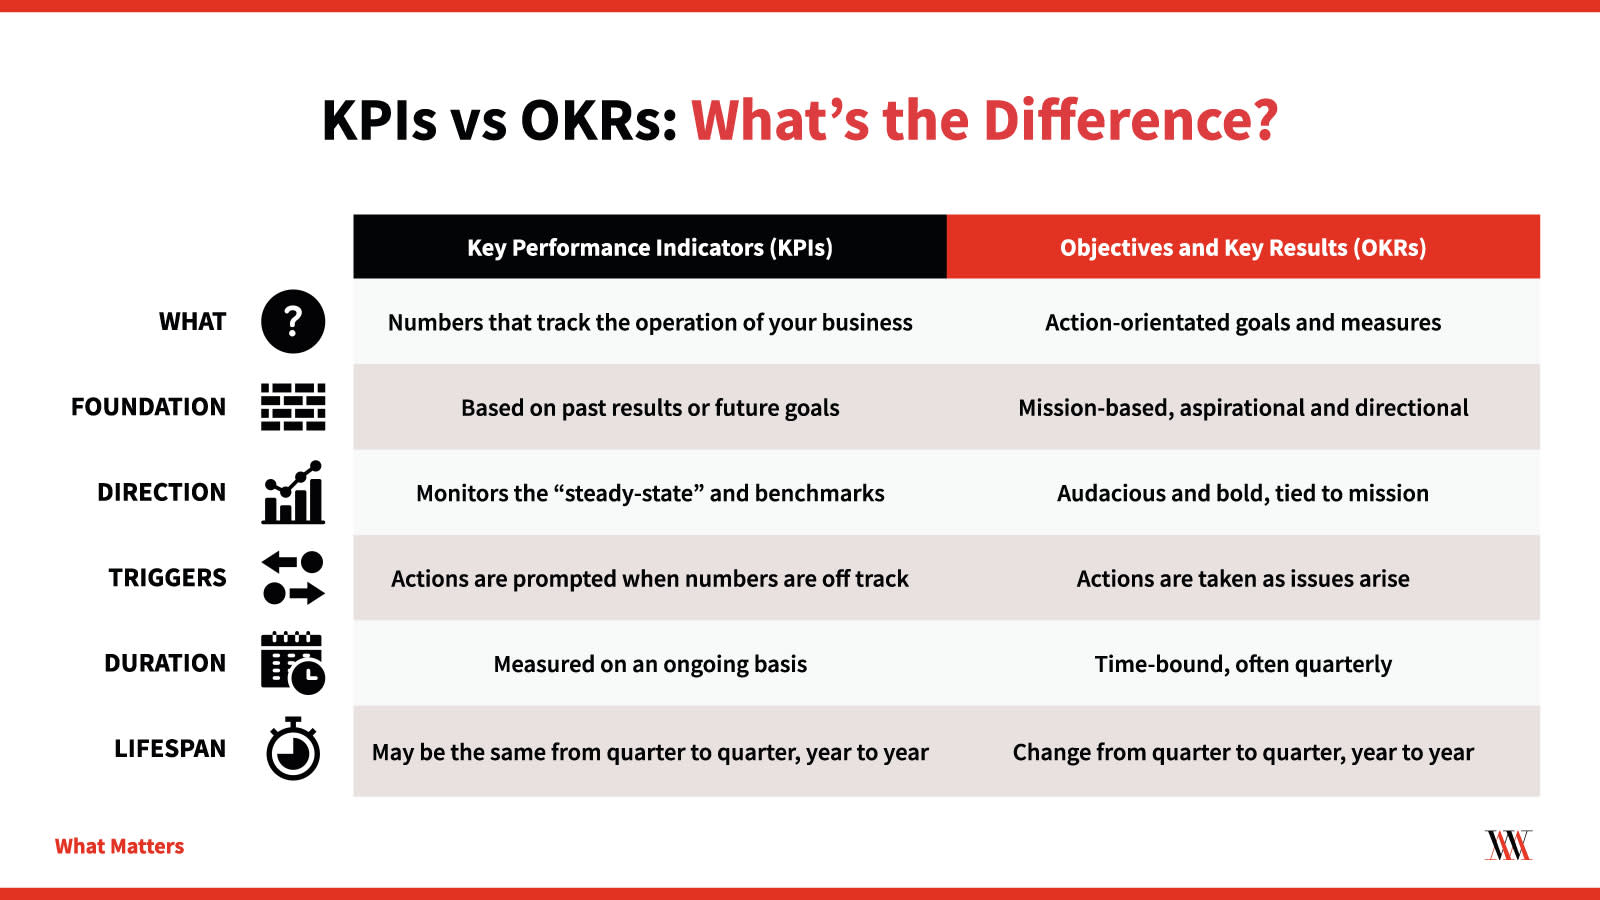 KPIs vs OKRs: What’s the Difference?
Key Performance Indicators (KPIs) Objectives and Key Results (OKRs)
WHAT ? Numbers that track the operation of your business Action-orientated goals and measures
FOUNDATION Based on past results or future goals Mission-based, aspirational and directional
DIRECTION Monitors the “steady-state” and benchmarks Audacious and bold, tied to mission
TRIGGERS Actions are prompted when numbers are off track Actions are taken as issues arise
DURATION Measured on an ongoing basis Time-bound, often quarterly
LIFESPAN May be the same from quarter to quarter, year to year Change from quarter to quarter, year to year
What Matters